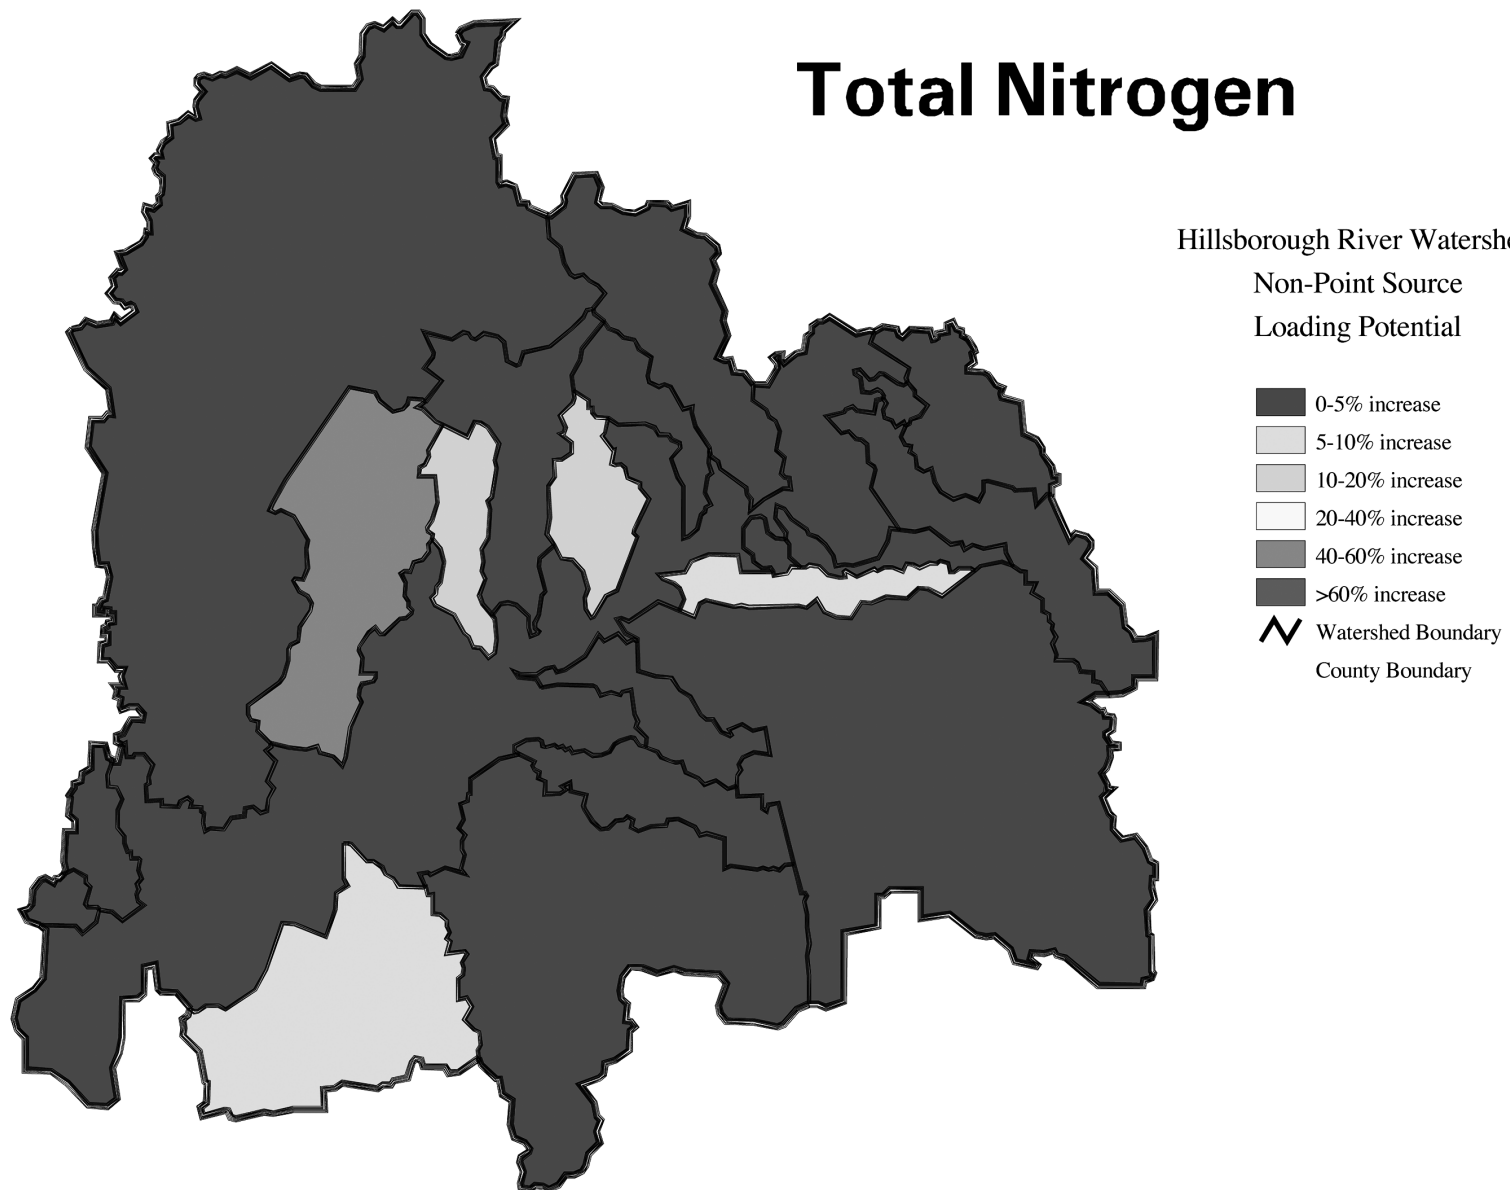 Total Nitrogen
Hillsborough River Watersh
Non-Point Source
Loading Potential
0-5% increase
5-10% increase
10-20% increase
20-40% increase
40-60% increase
>60% increase
Watershed Boundary
County Boundary